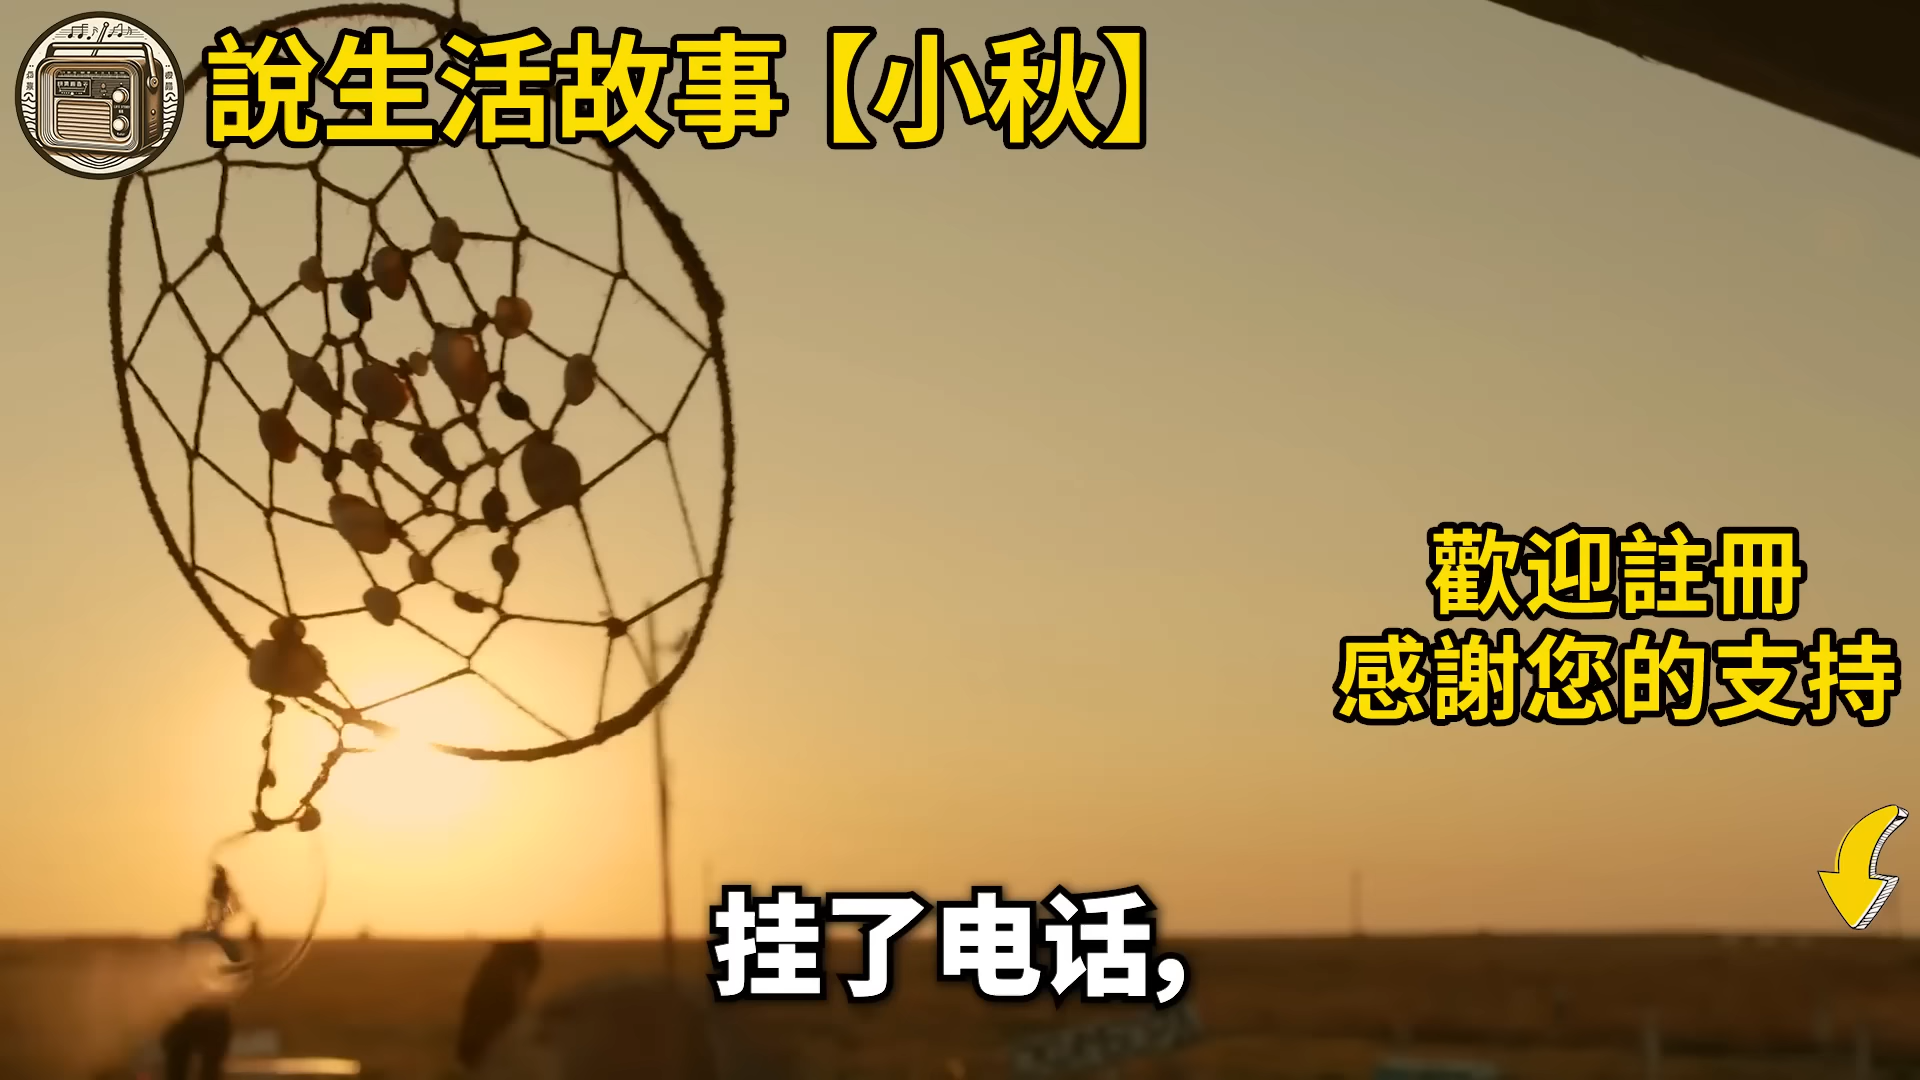 說生活故事【小秋】
歡迎註冊
感謝您的支持
挂了电话,